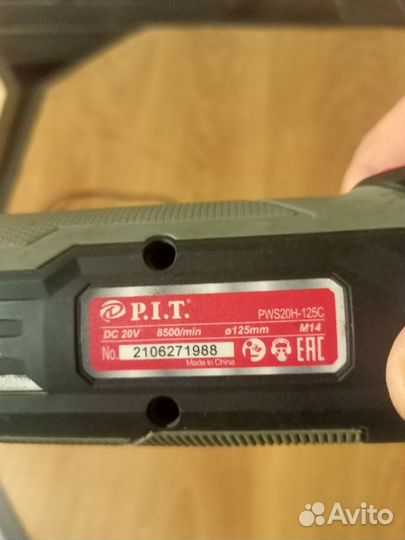 P.I.T. PWS20H-125C
DC 20V 8500/min ø125mm M14
No. 2106271988
Made in China
EAC
Avito